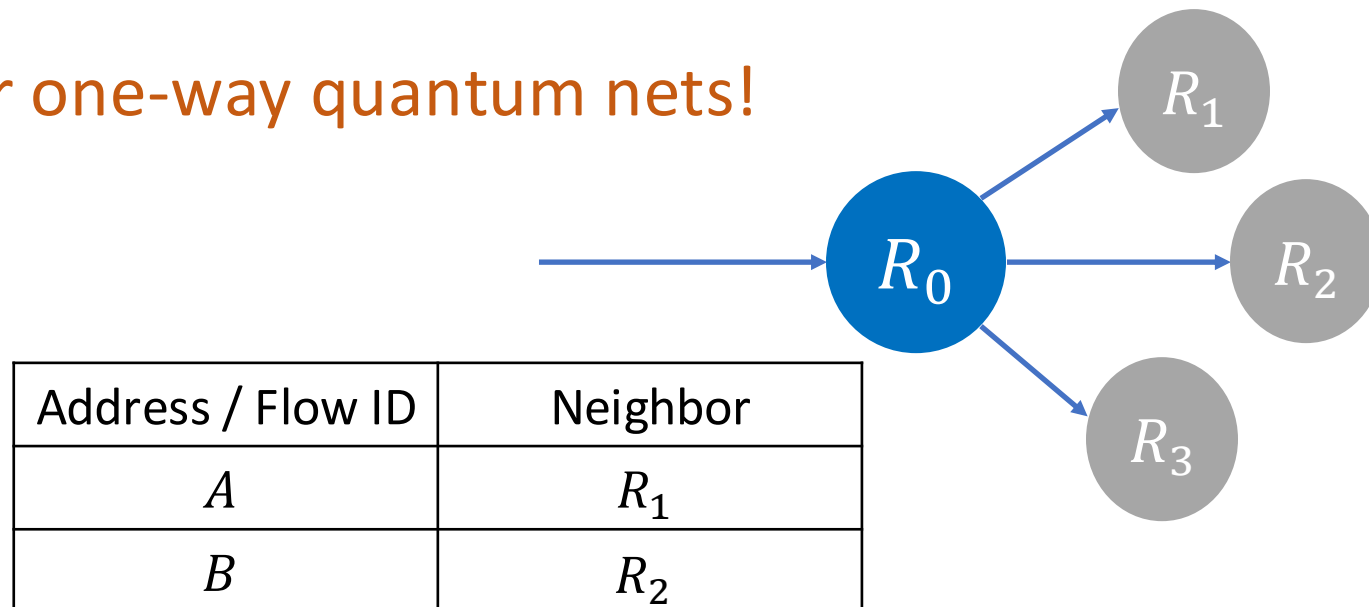 r one-way quantum nets!
R₁
R₀
R₂
R₃
Address / Flow ID Neighbor
A R₁
B R₂